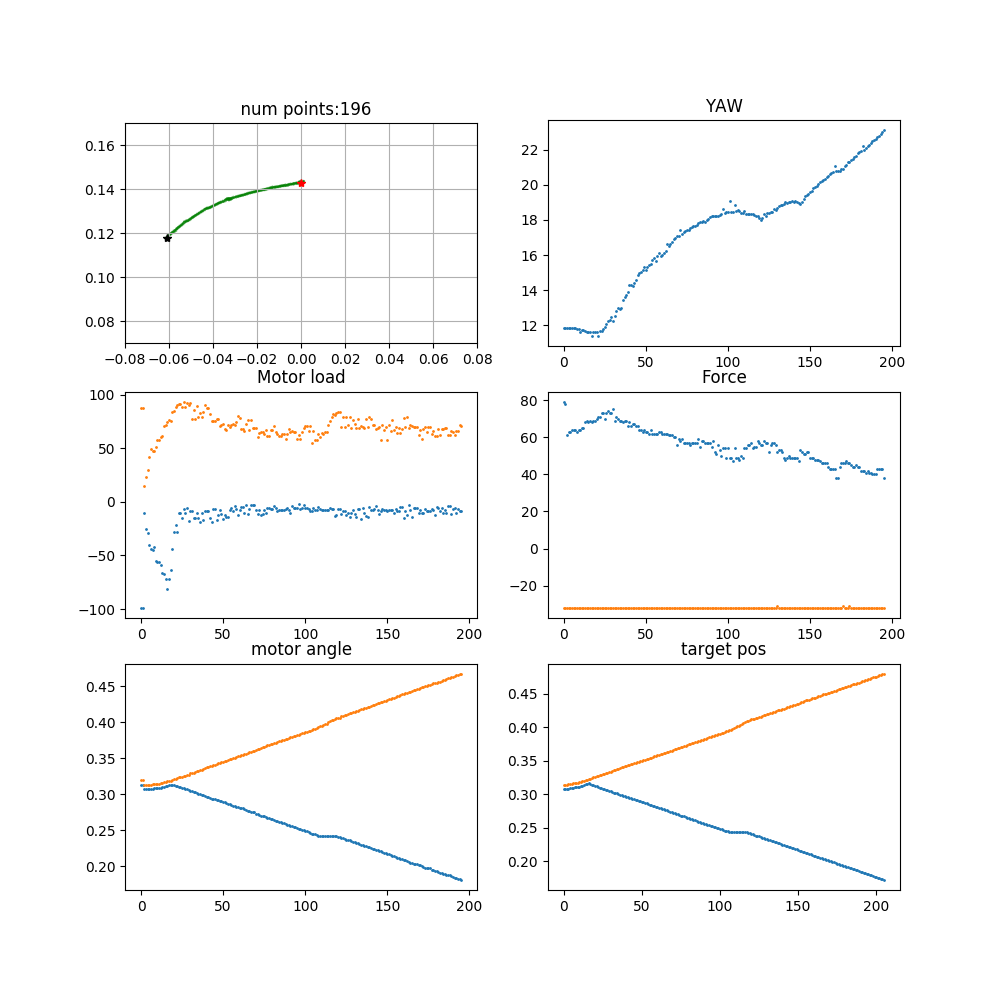 num points:196
0.16
0.14
0.12
0.10
0.08
−0.08 −0.06 −0.04 −0.02 0.00 0.02 0.04 0.06 0.08
YAW
22
20
18
16
14
12
0 50 100 150 200
Motor load
100
50
0
−50
−100
0 50 100 150 200
Force
80
60
40
20
0
−20
0 50 100 150 200
motor angle
0.45
0.40
0.35
0.30
0.25
0.20
0 50 100 150 200
target pos
0.45
0.40
0.35
0.30
0.25
0.20
0 50 100 150 200